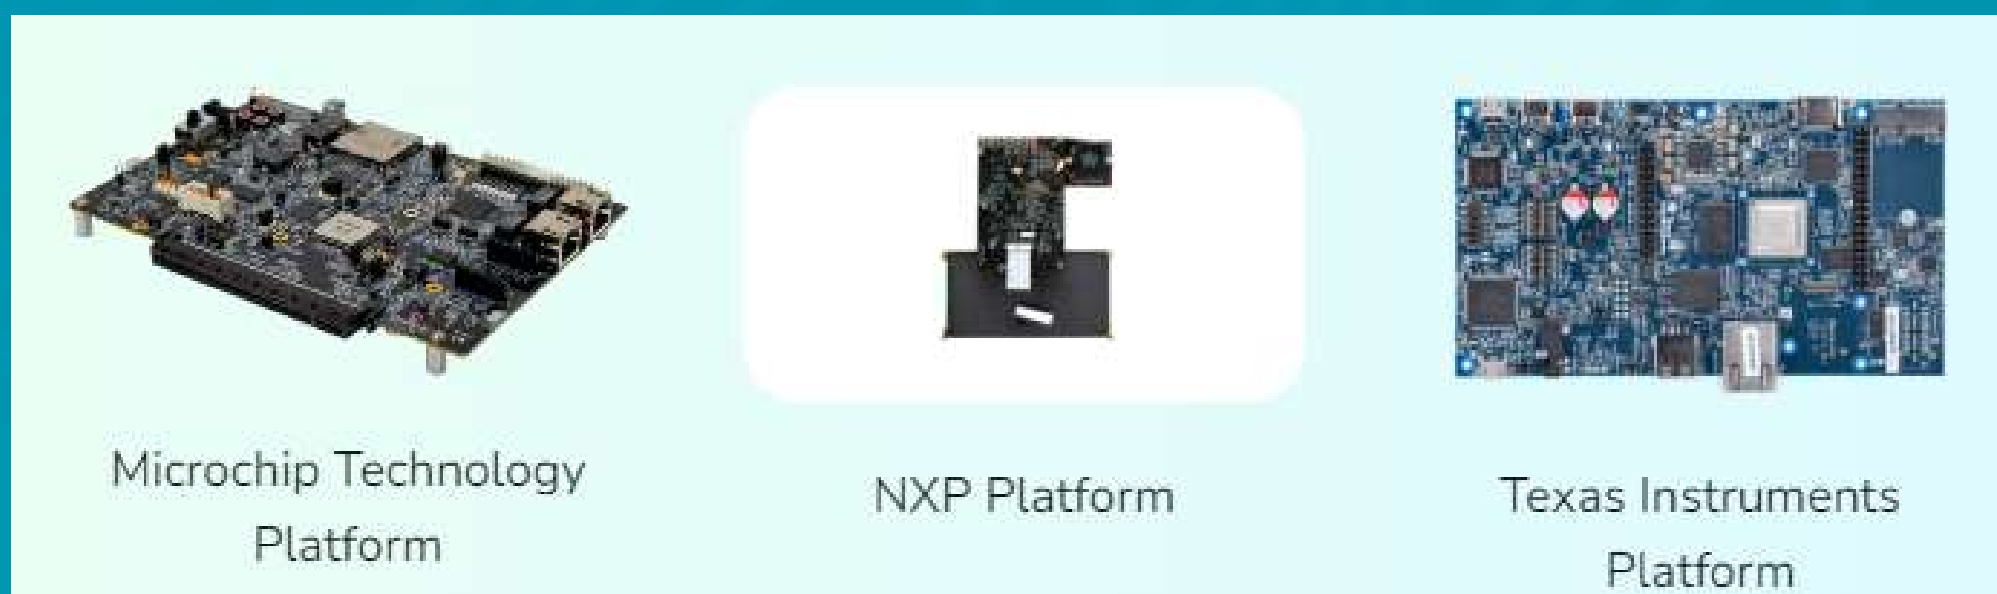 Microchip Technology
Platform
NXP Platform
Texas Instruments
Platform